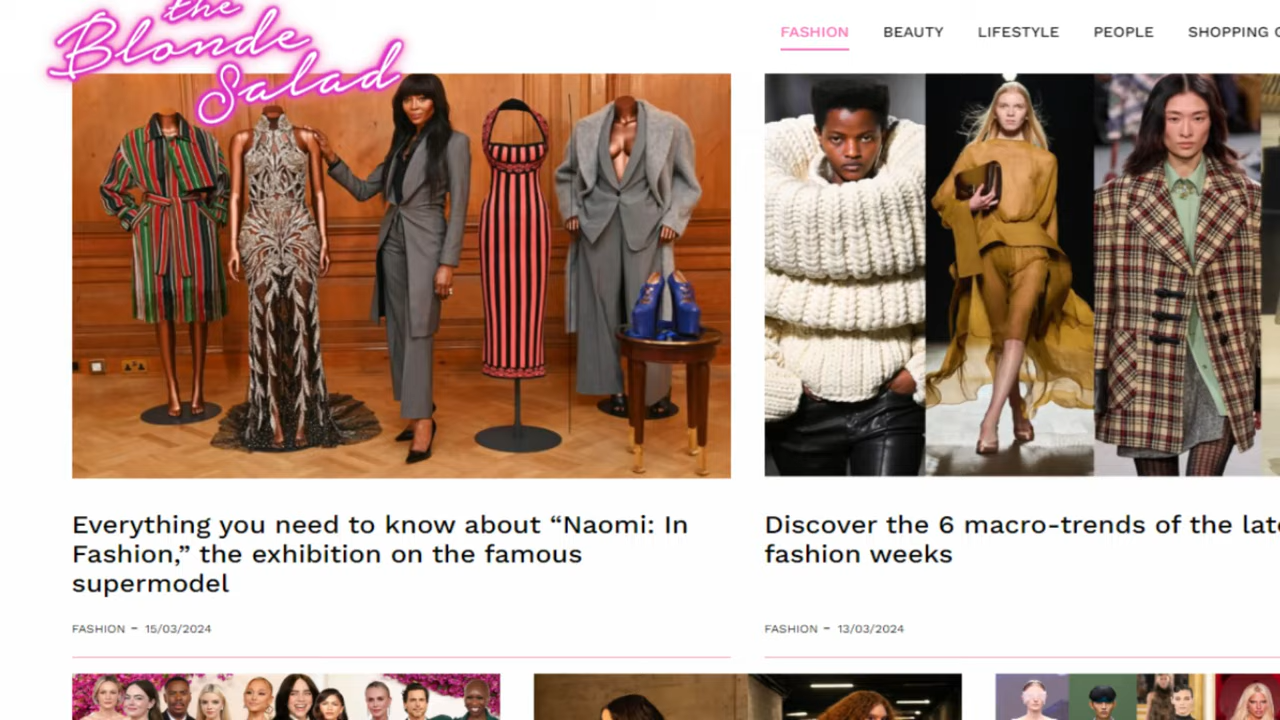 the
Blonde
Salad
FASHION BEAUTY LIFESTYLE PEOPLE SHOPPING
Everything you need to know about “Naomi: In
Fashion,” the exhibition on the famous
supermodel
FASHION – 15/03/2024
Discover the 6 macro-trends of the
fashion weeks
FASHION – 13/03/2024